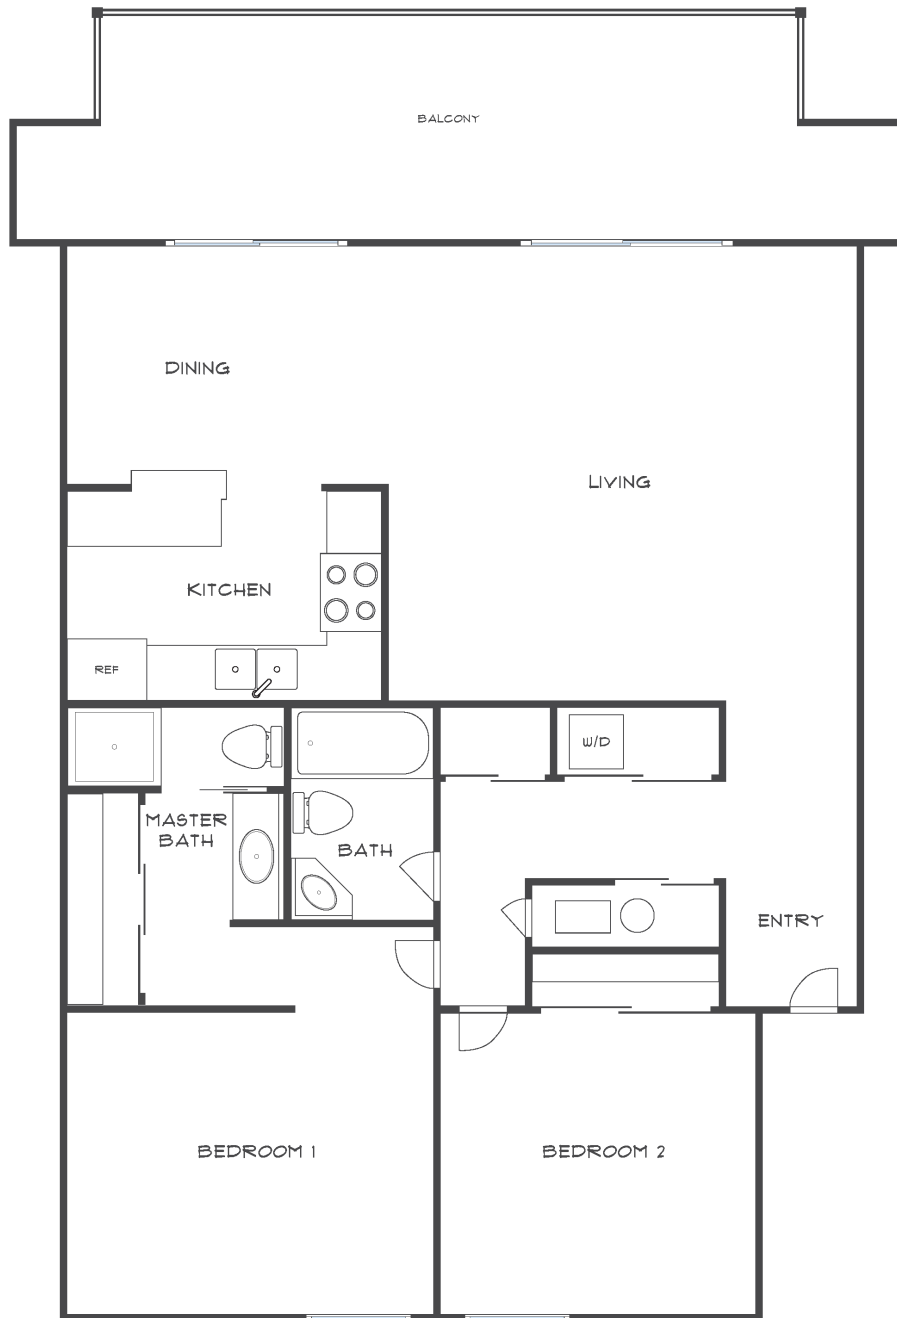 BALCONY
DINING
LIVING
KITCHEN
REF
W/D
MASTER
BATH
BATH
ENTRY
BEDROOM 1
BEDROOM 2